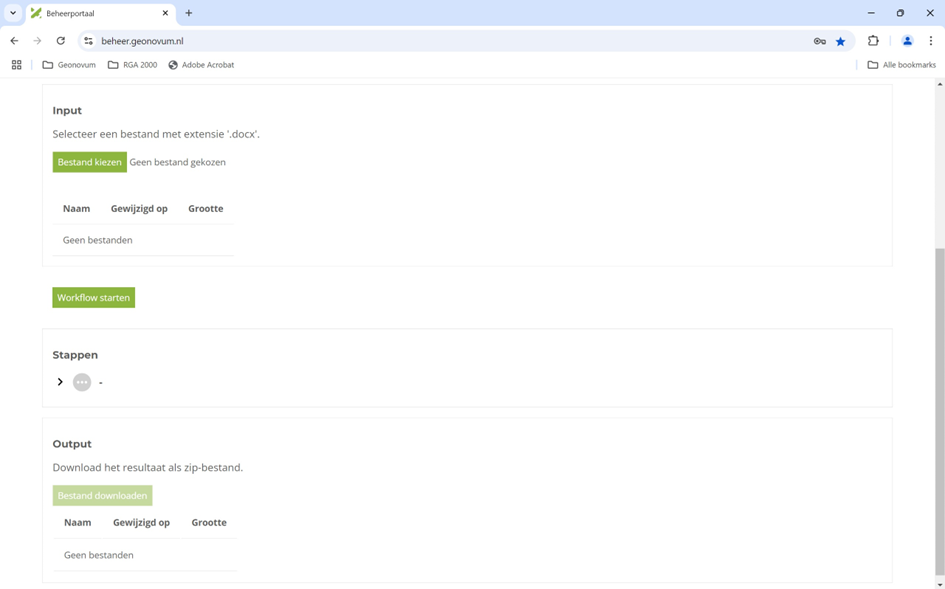 Beheerportaal
beheer.geonovum.nl
Geonovum RGA 2000 Adobe Acrobat Alle bookmarks
Input
Selecteer een bestand met extensie '.docx'.
Bestand kiezen Geen bestand gekozen
Naam Gewijzigd op Grootte
Geen bestanden
Workflow starten
Stappen
-
Output
Download het resultaat als zip-bestand.
Bestand downloaden
Naam Gewijzigd op Grootte
Geen bestanden